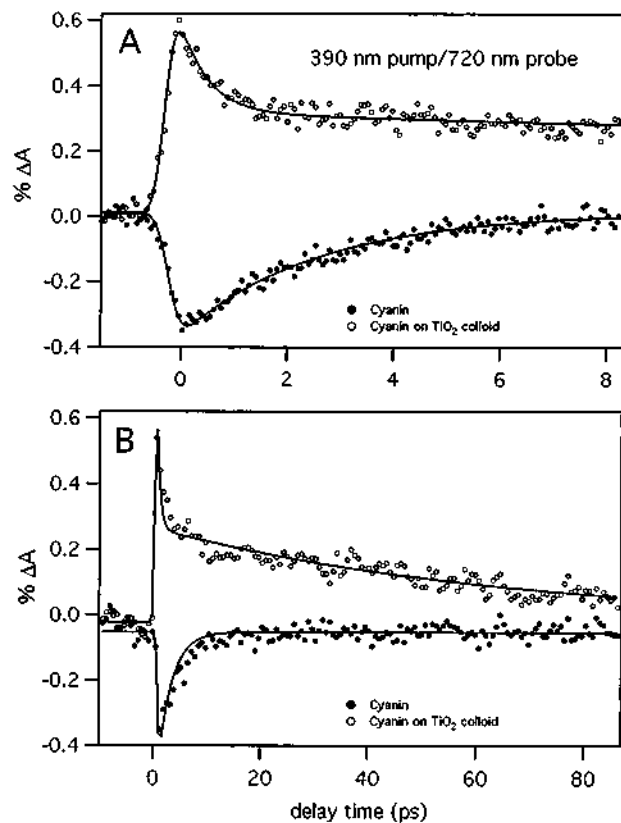 A
390 nm pump/720 nm probe
0.6
0.4
0.2
0.0
-0.2
-0.4
% ΔA
● Cyanin
○ Cyanin on TiO₂ colloid
0 2 4 6 8
B
0.6
0.4
0.2
0.0
-0.2
-0.4
% ΔA
● Cyanin
○ Cyanin on TiO₂ colloid
0 20 40 60 80
delay time (ps)